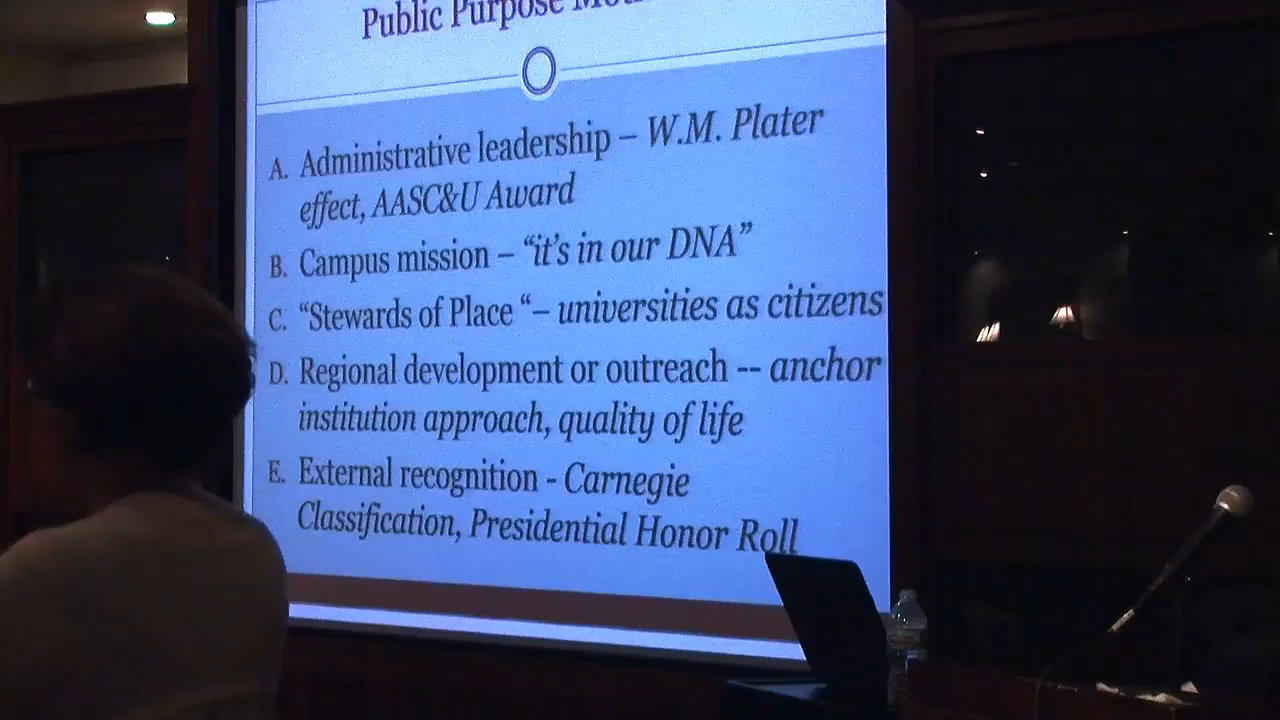 Public Purpose
A. Administrative leadership – W.M. Plater
effect, AASC&U Award
B. Campus mission – “it’s in our DNA”
C. “Stewards of Place “– universities as citizens
D. Regional development or outreach -- anchor
institution approach, quality of life
E. External recognition - Carnegie
Classification, Presidential Honor Roll